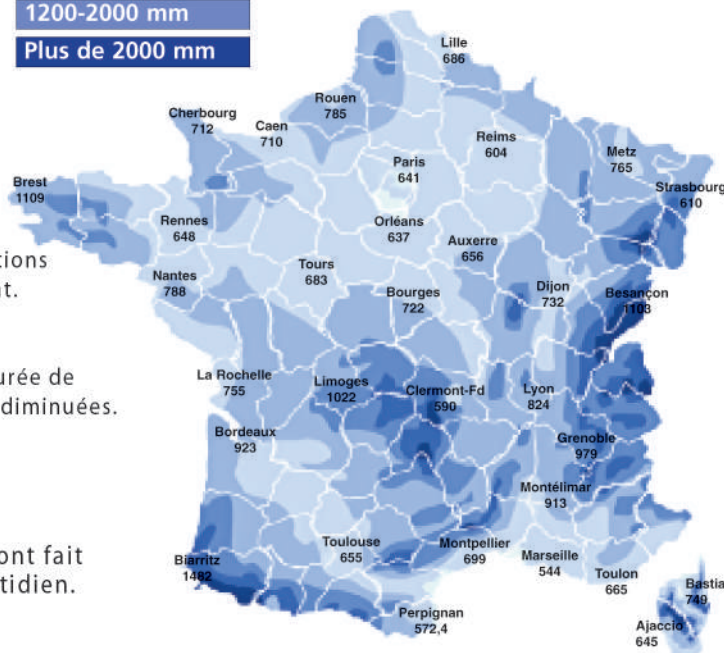 1200-2000 mm
Plus de 2000 mm
Lille
686
Rouen
785
Cherbourg
712
Caen
710
Reims
604
Metz
765
Paris
641
Strasbourg
610
Brest
1109
Rennes
648
Orléans
637
Auxerre
656
tions
t.
Nantes
788
Tours
683
Bourges
722
Dijon
732
Besançon
1103
urée de
diminuées.
La Rochelle
755
Limoges
1022
Clermont-Fd
590
Lyon
824
Bordeaux
923
Grenoble
979
Montélimar
913
ont fait
tidien.
Biarritz
1482
Toulouse
655
Montpellier
699
Marseille
544
Toulon
665
Bastia
749
Perpignan
572,4
Ajaccio
645